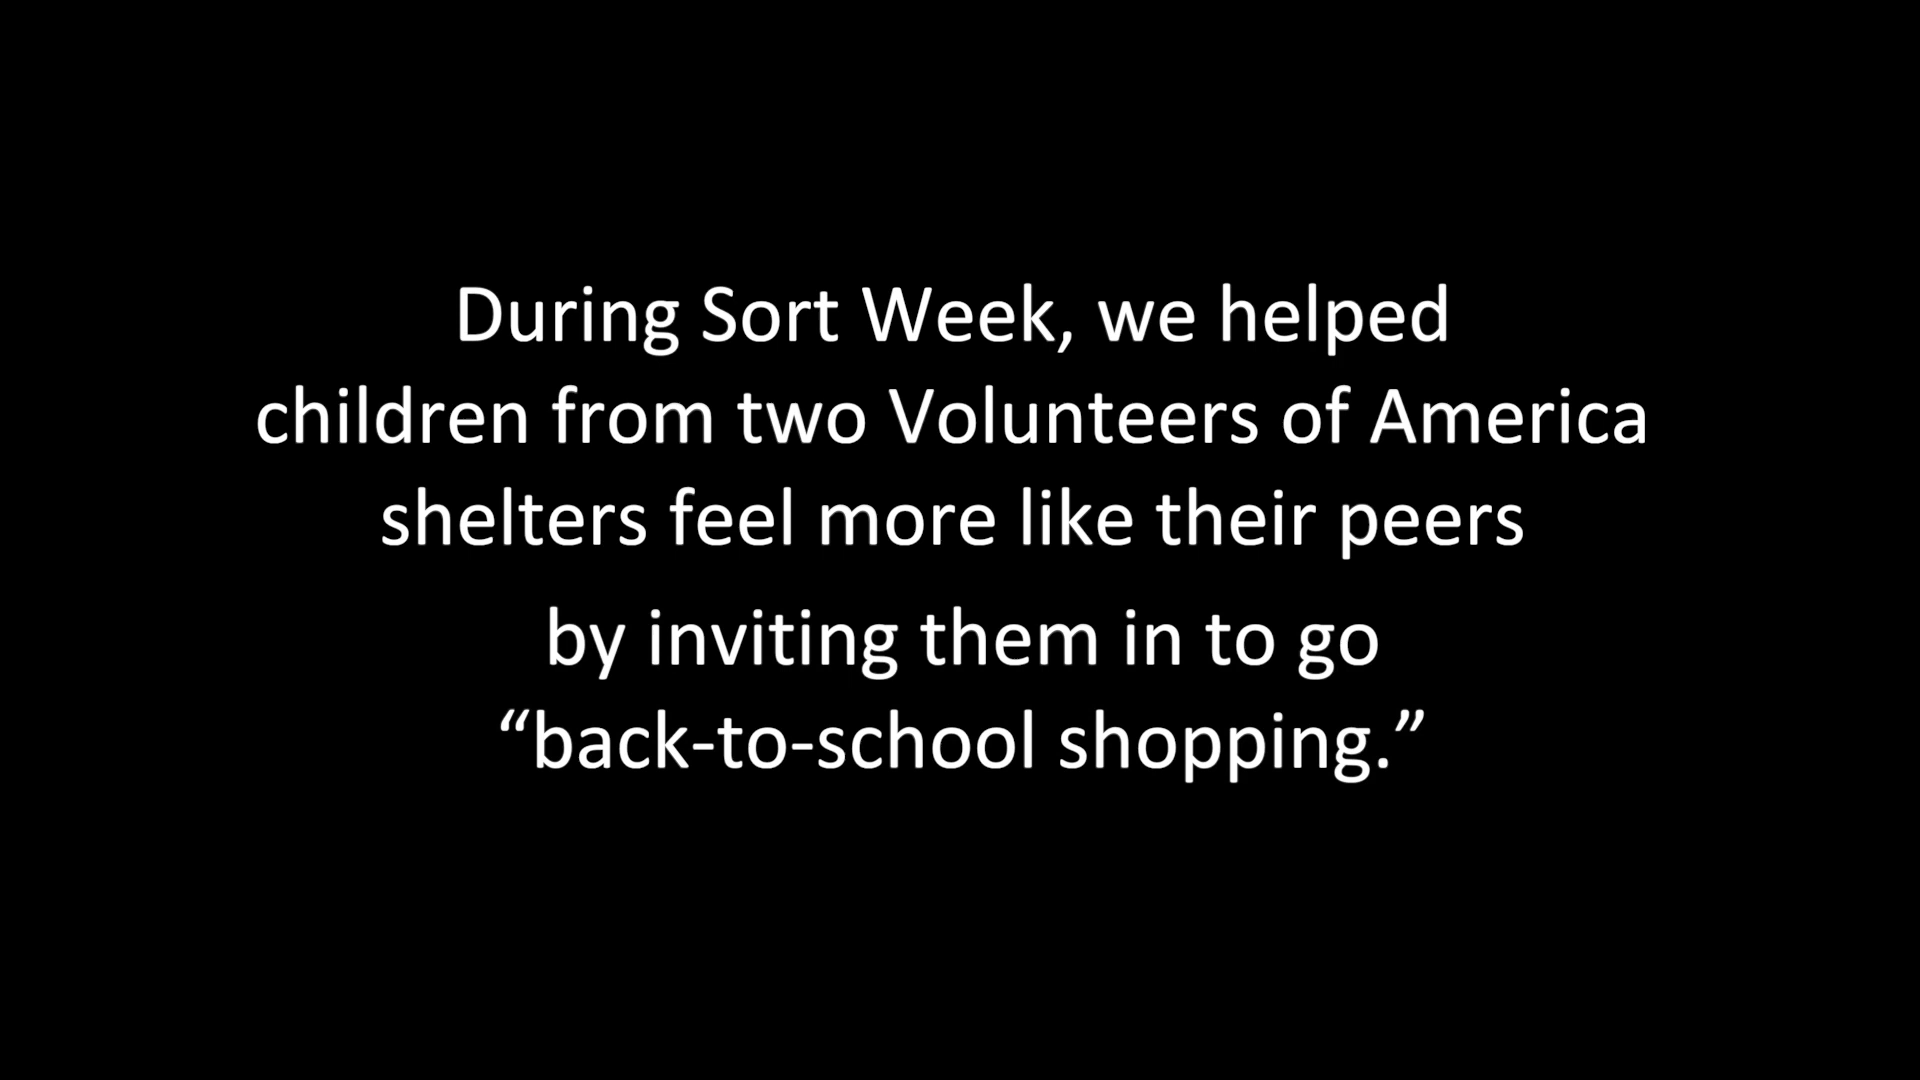 During Sort Week, we helped
children from two Volunteers of America
shelters feel more like their peers
by inviting them in to go
“back-to-school shopping.”